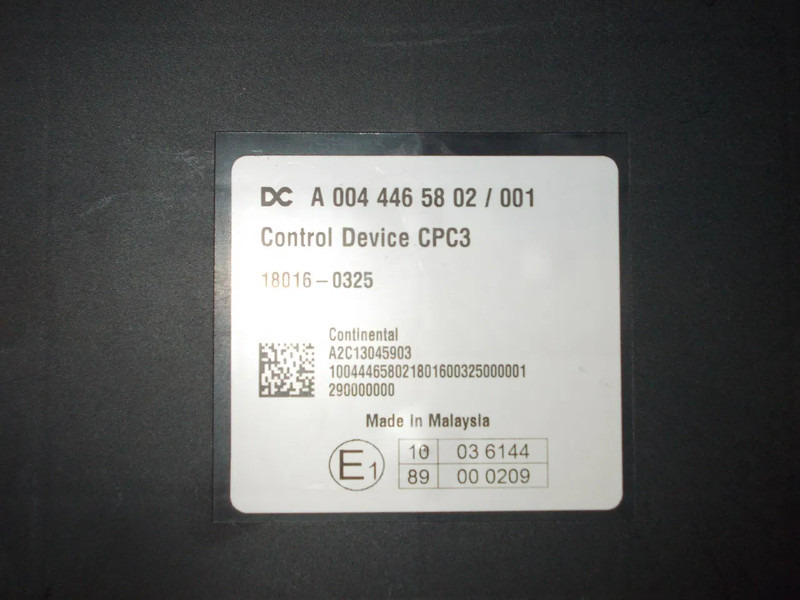 DC A 004 446 58 02 / 001
Control Device CPC3
18016 – 0325
Continental
A2C13045903
10044465802180160032500001
290000000
Made In Malaysia
E1
10 03 6144
89 00 0209